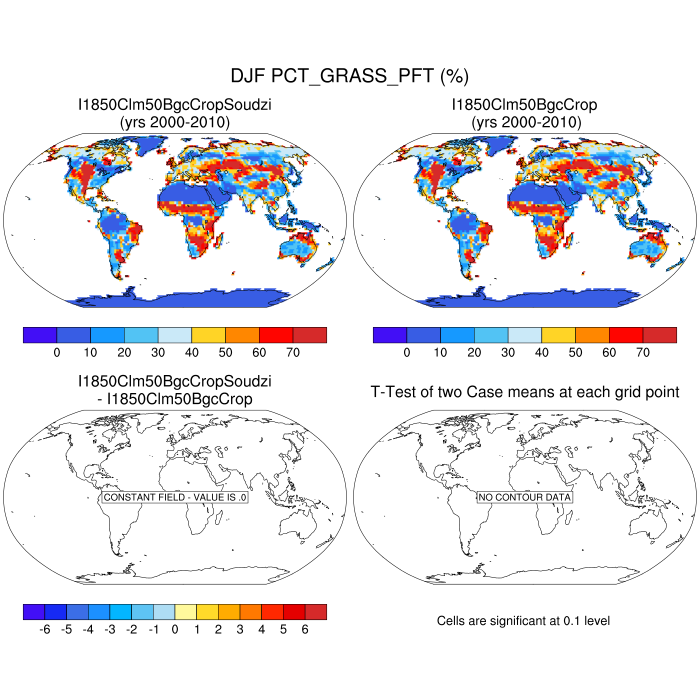 DJF PCT_GRASS_PFT (%)
I1850Clm50BgcCropSoudzi
(yrs 2000-2010)
I1850Clm50BgcCrop
(yrs 2000-2010)
0 10 20 30 40 50 60 70
0 10 20 30 40 50 60 70
I1850Clm50BgcCropSoudzi
- I1850Clm50BgcCrop
T-Test of two Case means at each grid point
CONSTANT FIELD - VALUE IS .0
NO CONTOUR DATA
-6 -5 -4 -3 -2 -1 0 1 2 3 4 5 6
Cells are significant at 0.1 level